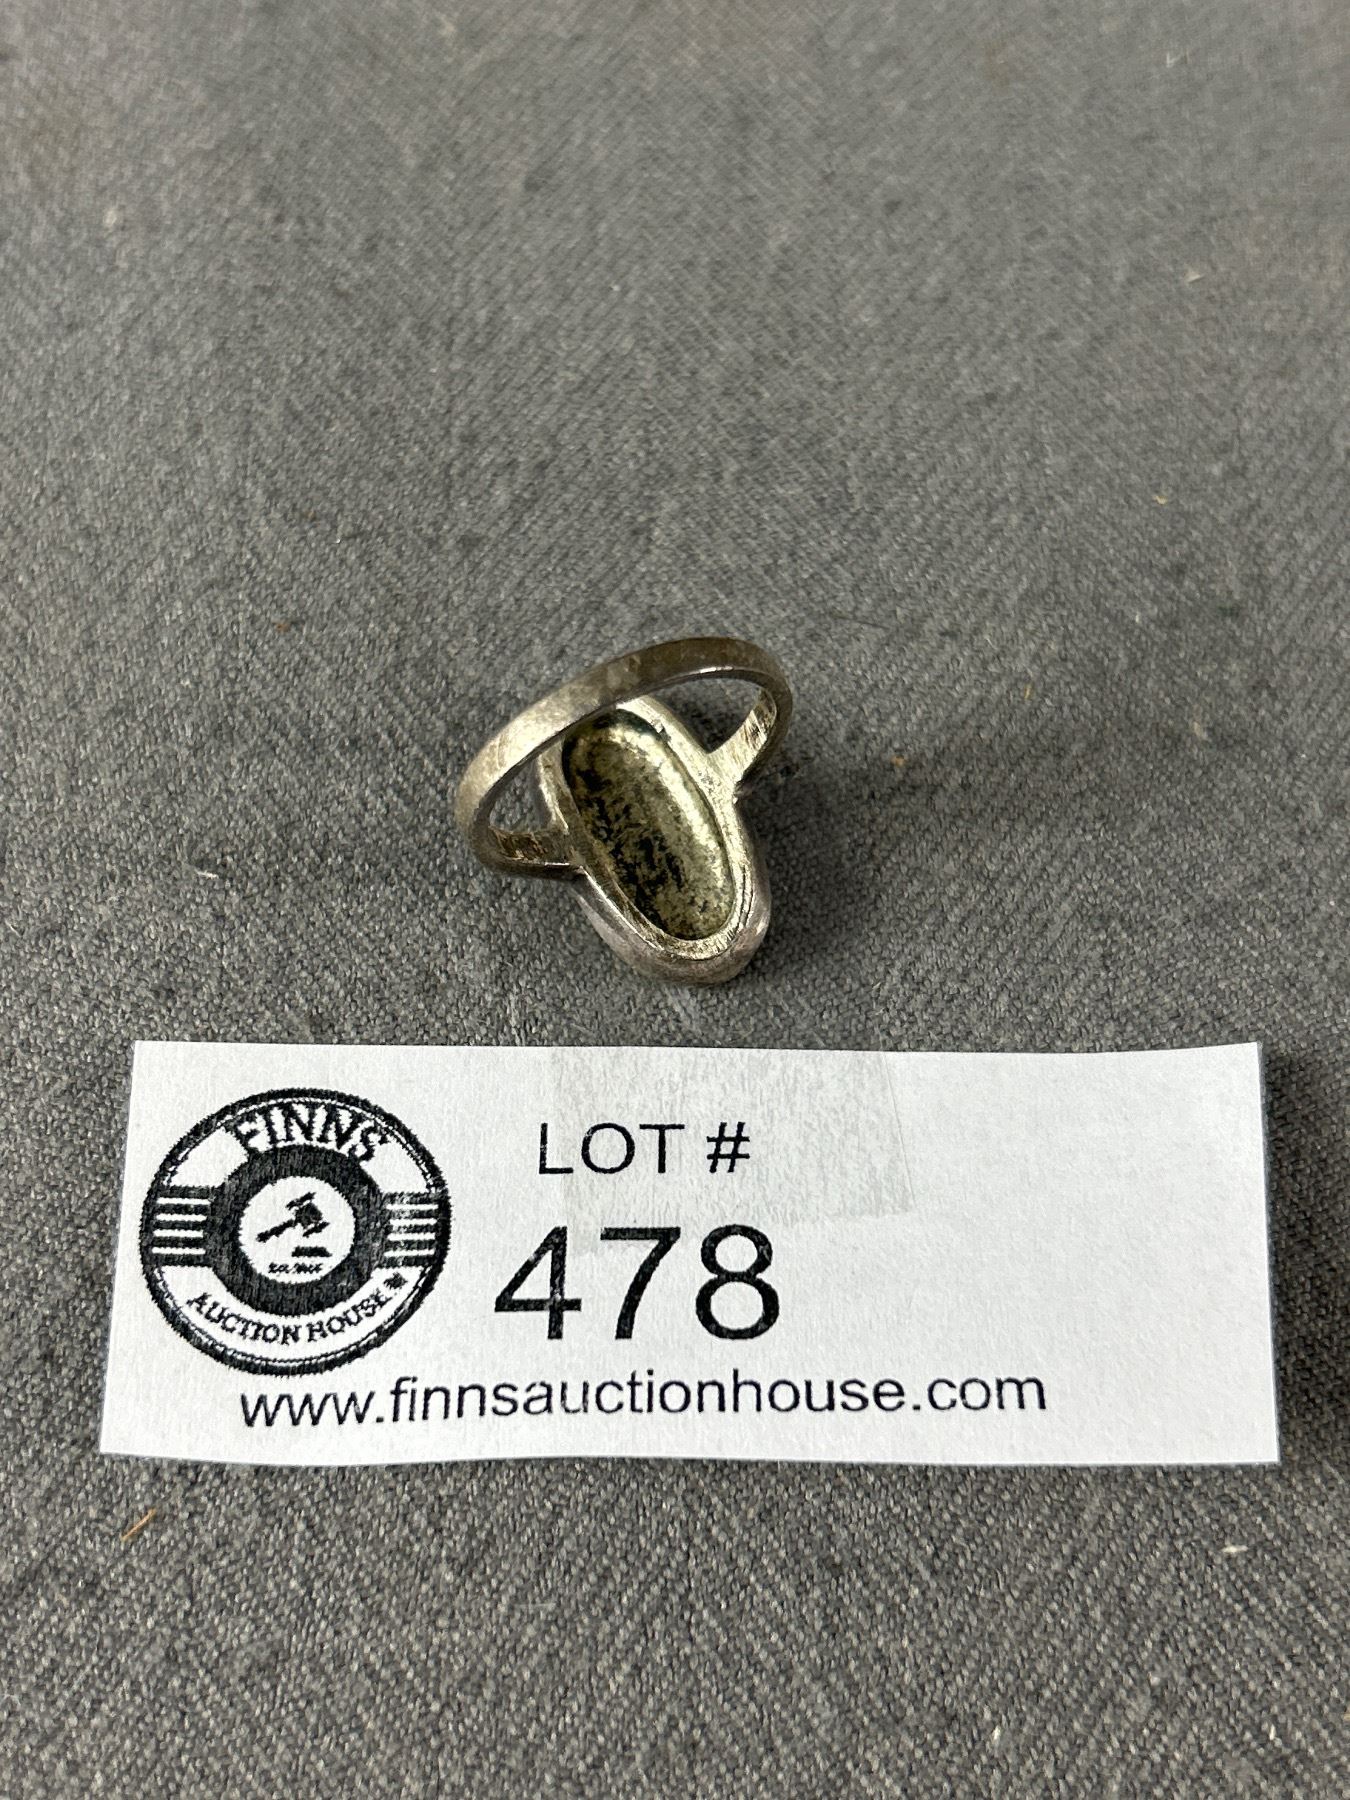 FINNS
AUCTION HOUSE
LOT #
478
www.finnsauctionhouse.com